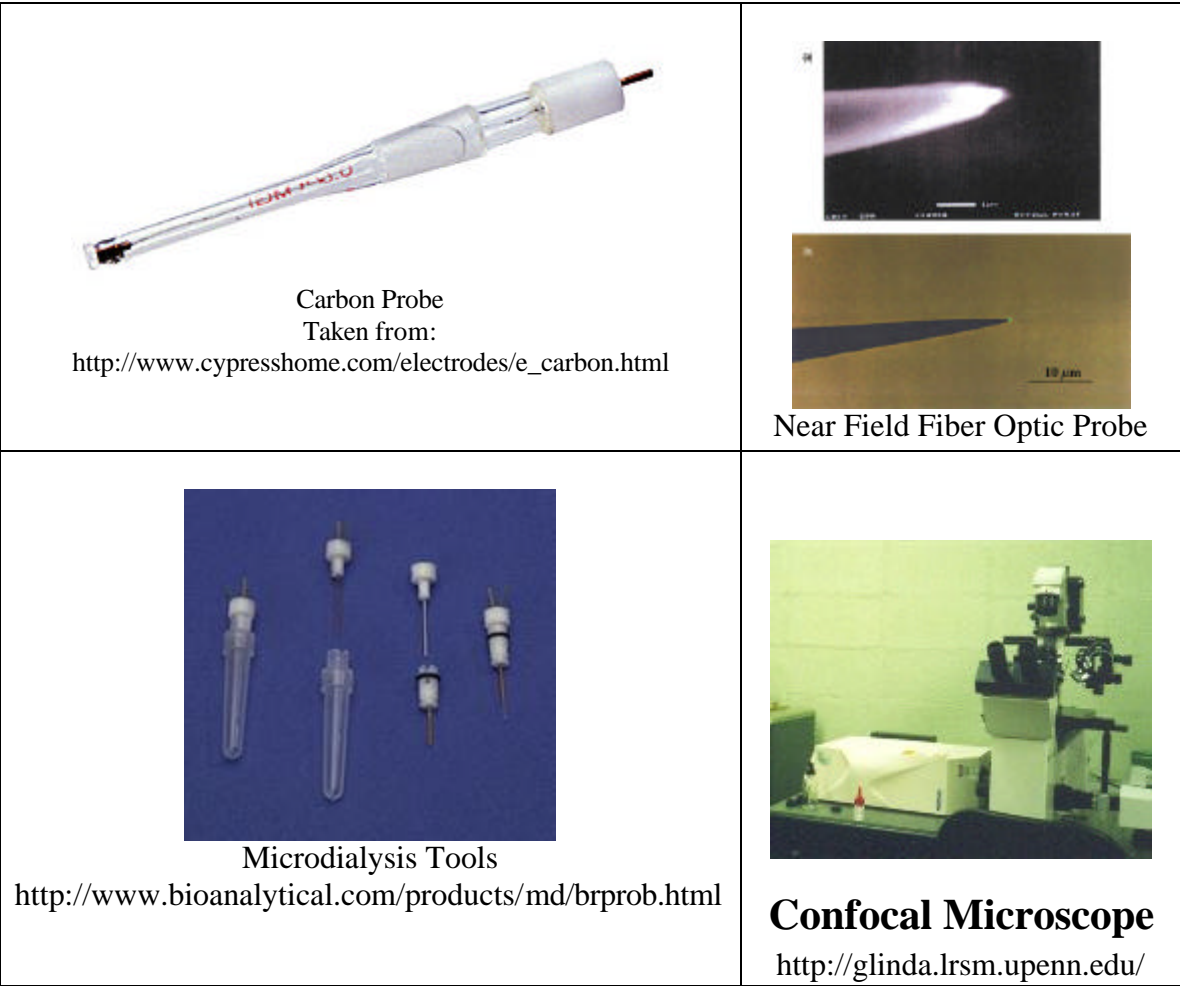 Carbon Probe
Taken from:
http://www.cypresshome.com/electrodes/e_carbon.html
10 µm
Near Field Fiber Optic Probe
Microdialysis Tools
http://www.bioanalytical.com/products/md/brprob.html
Confocal Microscope
http://glinda.lrsm.upenn.edu/